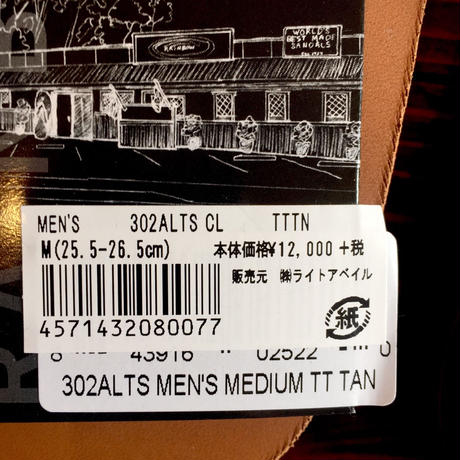 RAINBOW
WORLD'S
BEST MADE
SANDALS
MEN'S 302ALTS CL TTTN
M(25.5-26.5cm) 本体価格¥12,000 +税
販売元 ㈱ライトアベイル
4571432080077
紙
43916 02522
302ALTS MEN'S MEDIUM TT TAN